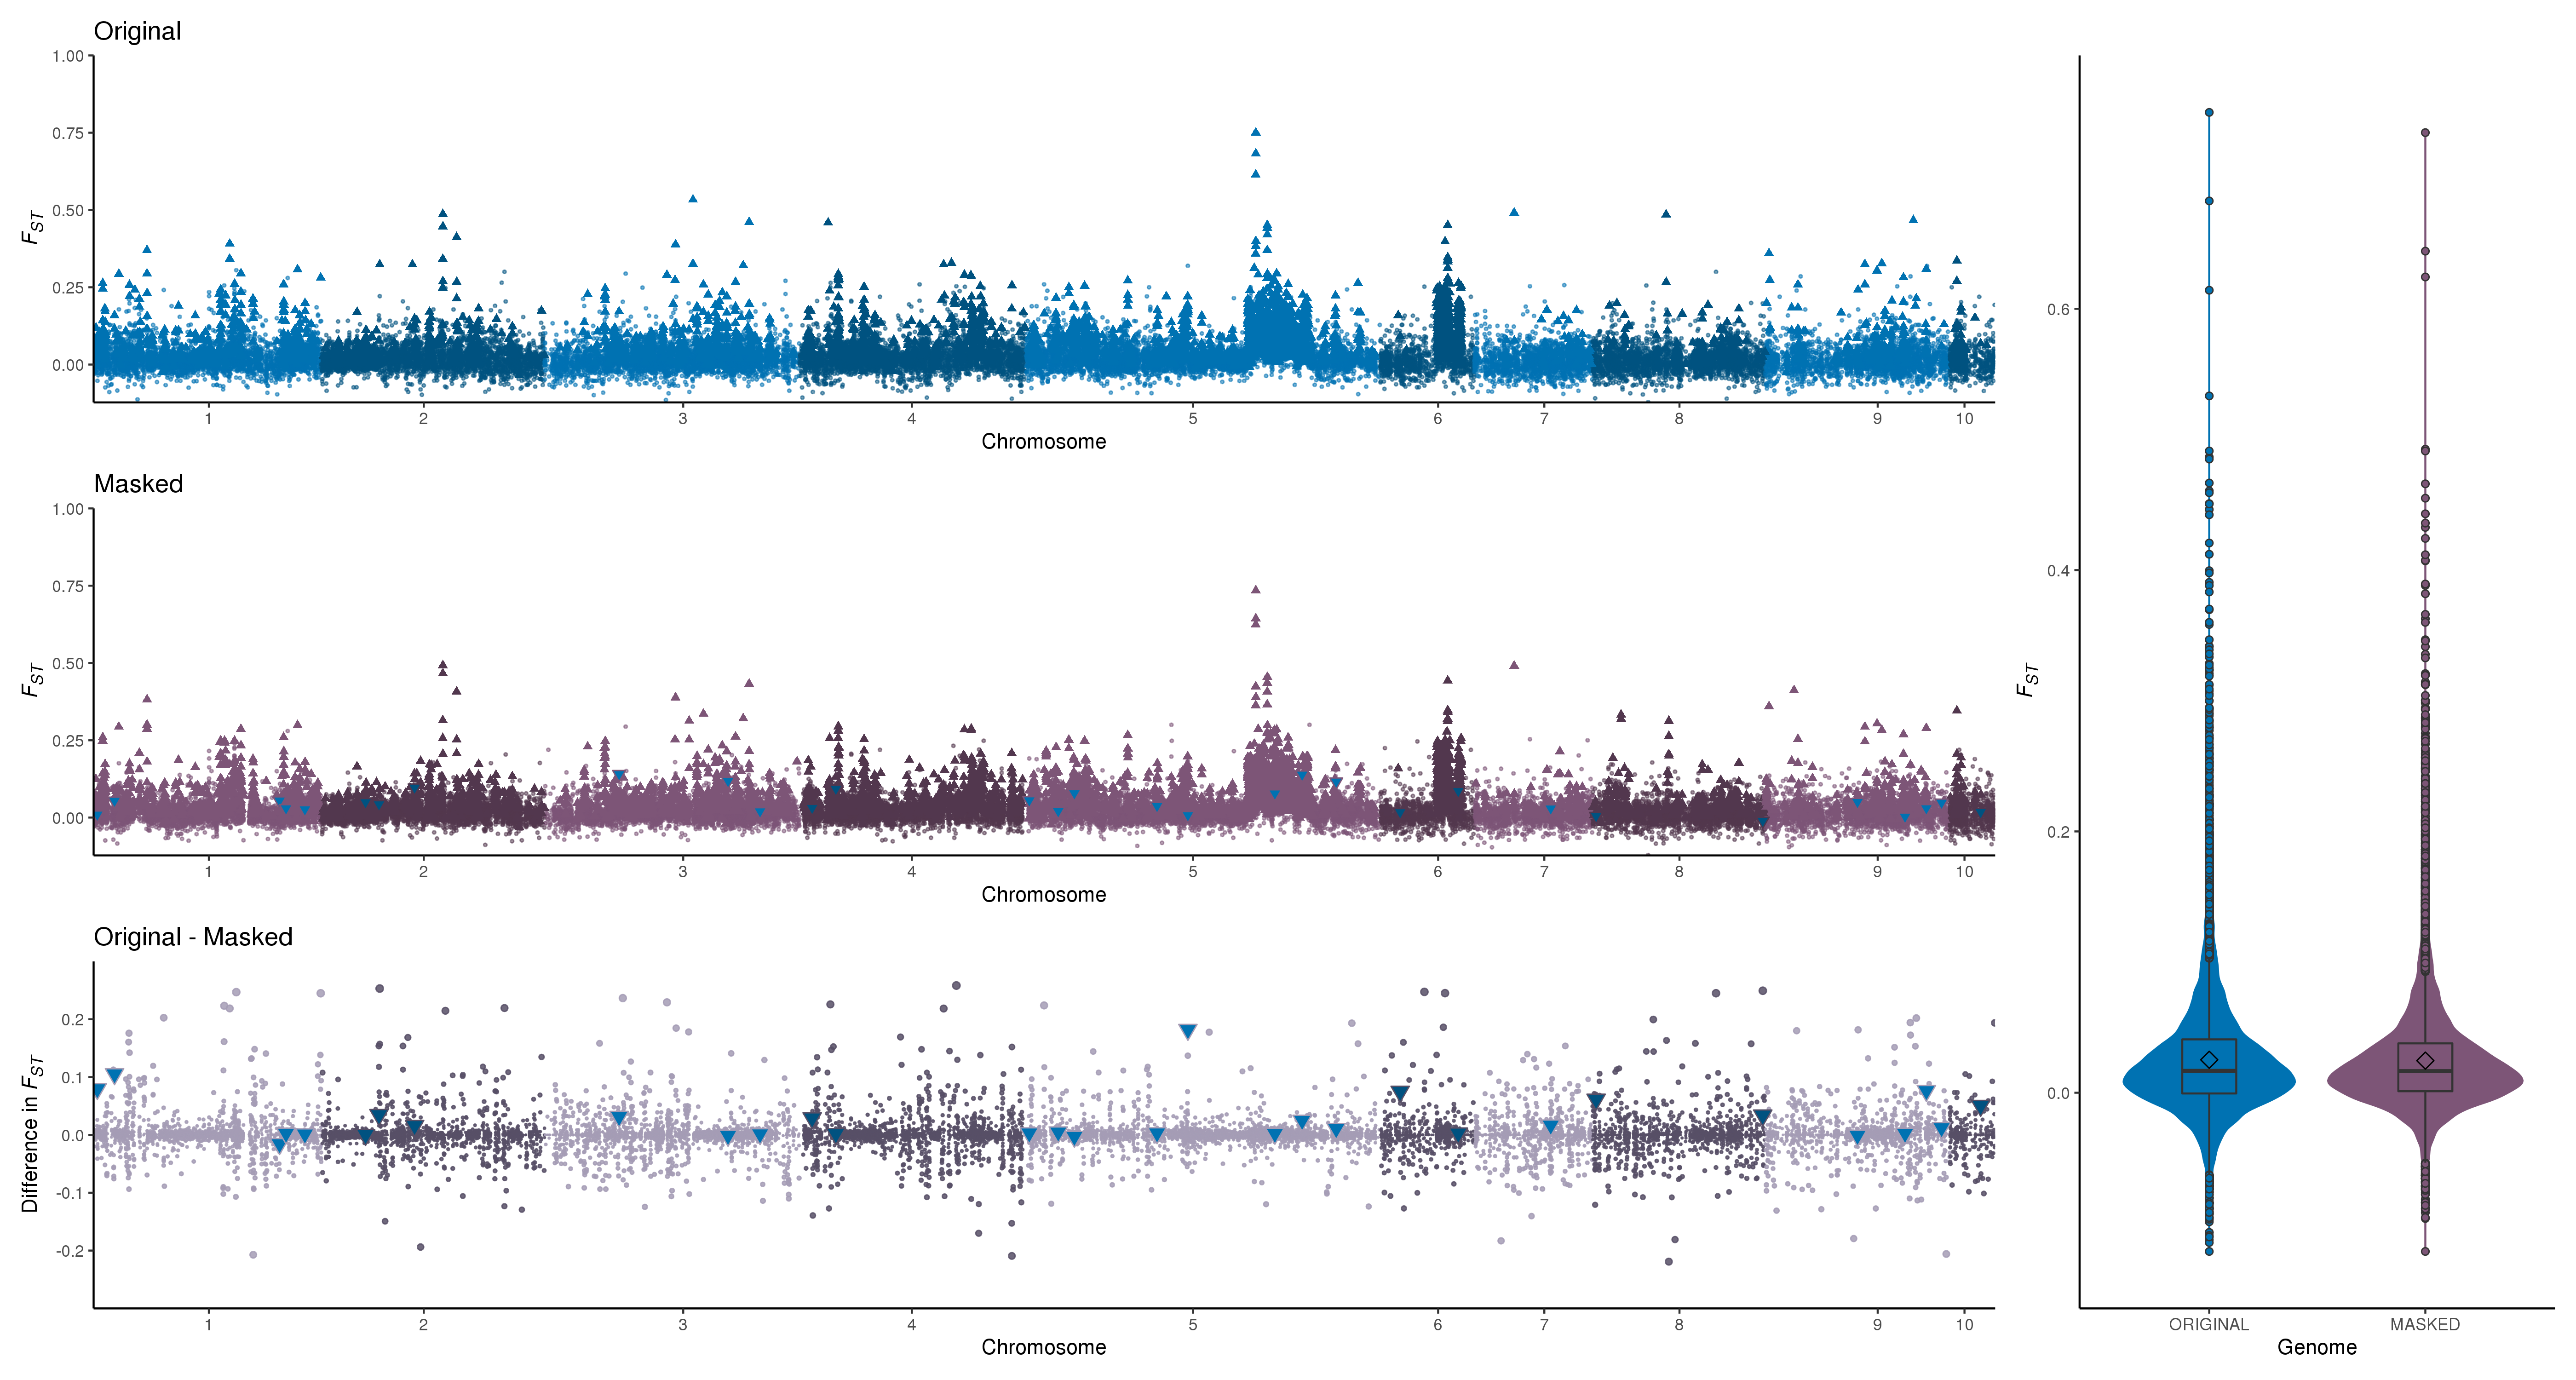 Original
1.00
0.75
0.50
0.25
0.00
FST
1 2 3 4 5 6 7 8 9 10
Chromosome
Masked
1.00
0.75
0.50
0.25
0.00
FST
1 2 3 4 5 6 7 8 9 10
Chromosome
Original - Masked
0.2
0.1
0.0
-0.1
-0.2
Difference in FST
1 2 3 4 5 6 7 8 9 10
Chromosome
0.6
0.4
0.2
0.0
FST
ORIGINAL MASKED
Genome